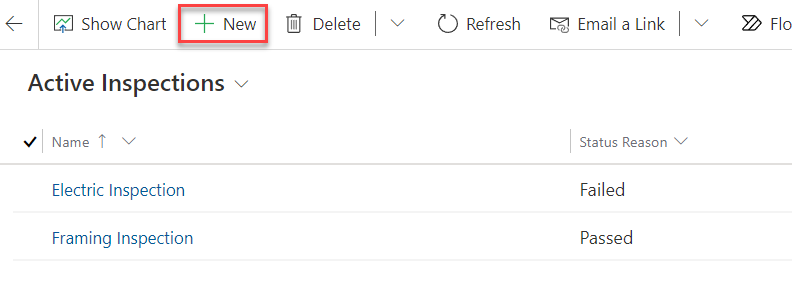 Show Chart New Delete Refresh Email a Link Flo
Active Inspections
Name Status Reason
Electric Inspection Failed
Framing Inspection Passed